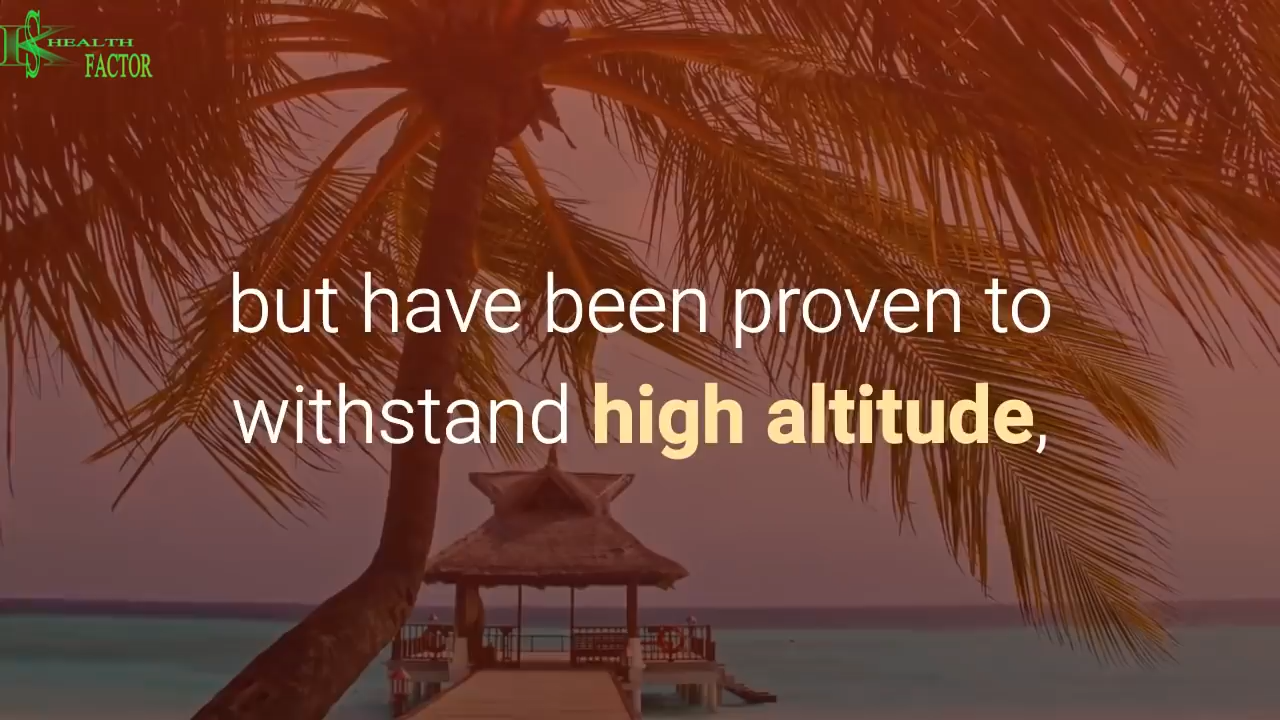 HEALTH
FACTOR
but have been proven to
withstand high altitude,